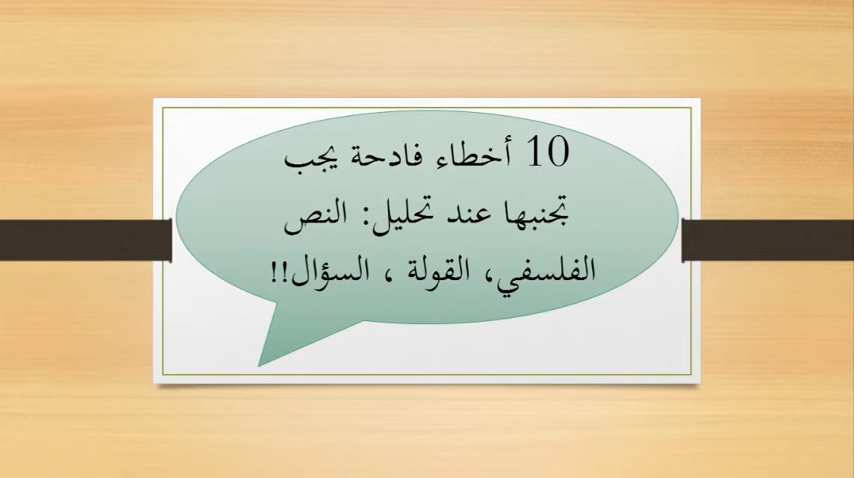 10 أخطاء فادحة يجب
تجنبها عند تحليل: النص
الفلسفي، القولة ، السؤال!!